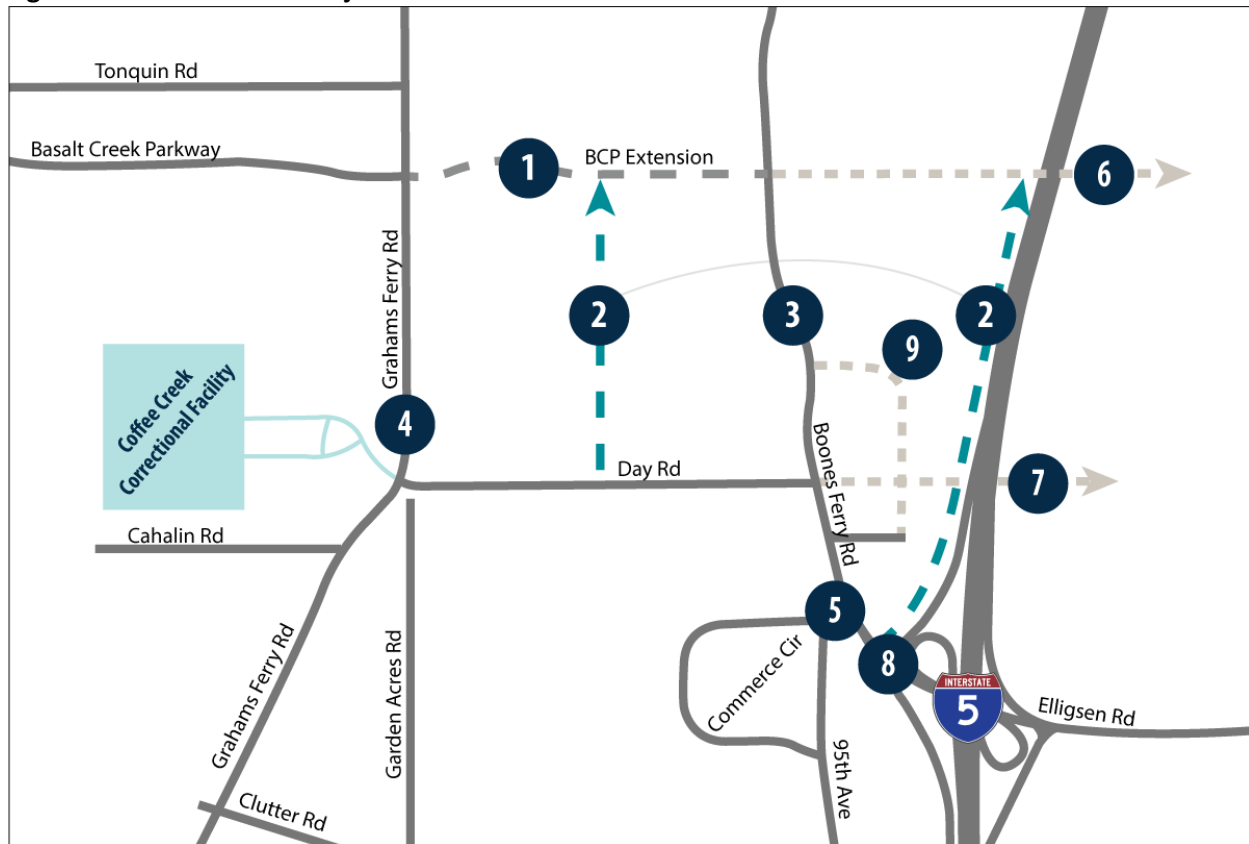 Tonquin Rd
Basalt Creek Parkway
BCP Extension
1
6
Grahams Ferry Rd
2
3
2
9
Coffee Creek
Correctional Facility
4
Boones Ferry Rd
Day Rd
7
Cahalin Rd
5
Commerce Cir
8
Grahams Ferry Rd
Garden Acres Rd
INTERSTATE
5
Elligsen Rd
95th Ave
Clutter Rd